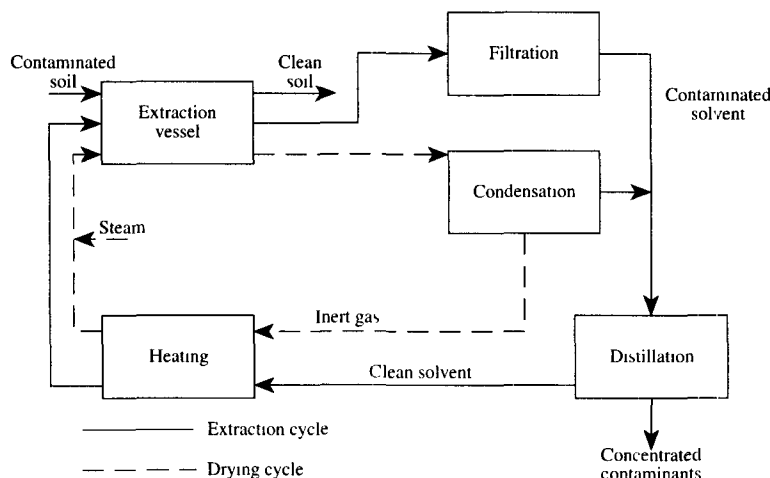 Contaminated
soil
Clean
soil
Filtration
Extraction
vessel
Contaminated
solvent
Condensation
Steam
Inert gas
Heating
Distillation
Clean solvent
Extraction cycle
Drying cycle
Concentrated
contaminants